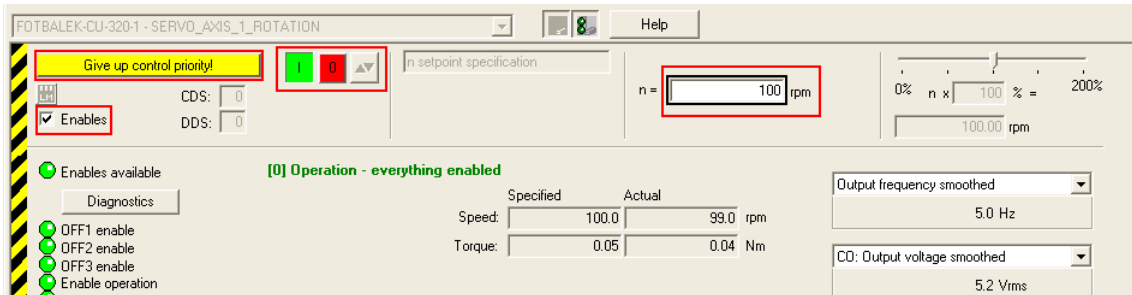 FOTBALEK-CU-320-1 - SERVO_AXIS_1_ROTATION
Help
Give up control priority!
I 0
n setpoint specification
n = 100 rpm
0% n x 100 % = 200%
100.00 rpm
CDS: 0
Enables
DDS: 0
Enables available
[0] Operation - everything enabled
Diagnostics
Specified Actual
Speed: 100.0 99.0 rpm
Torque: 0.05 0.04 Nm
Output frequency smoothed
5.0 Hz
OFF1 enable
OFF2 enable
OFF3 enable
Enable operation
CO: Output voltage smoothed
5.2 Vrms